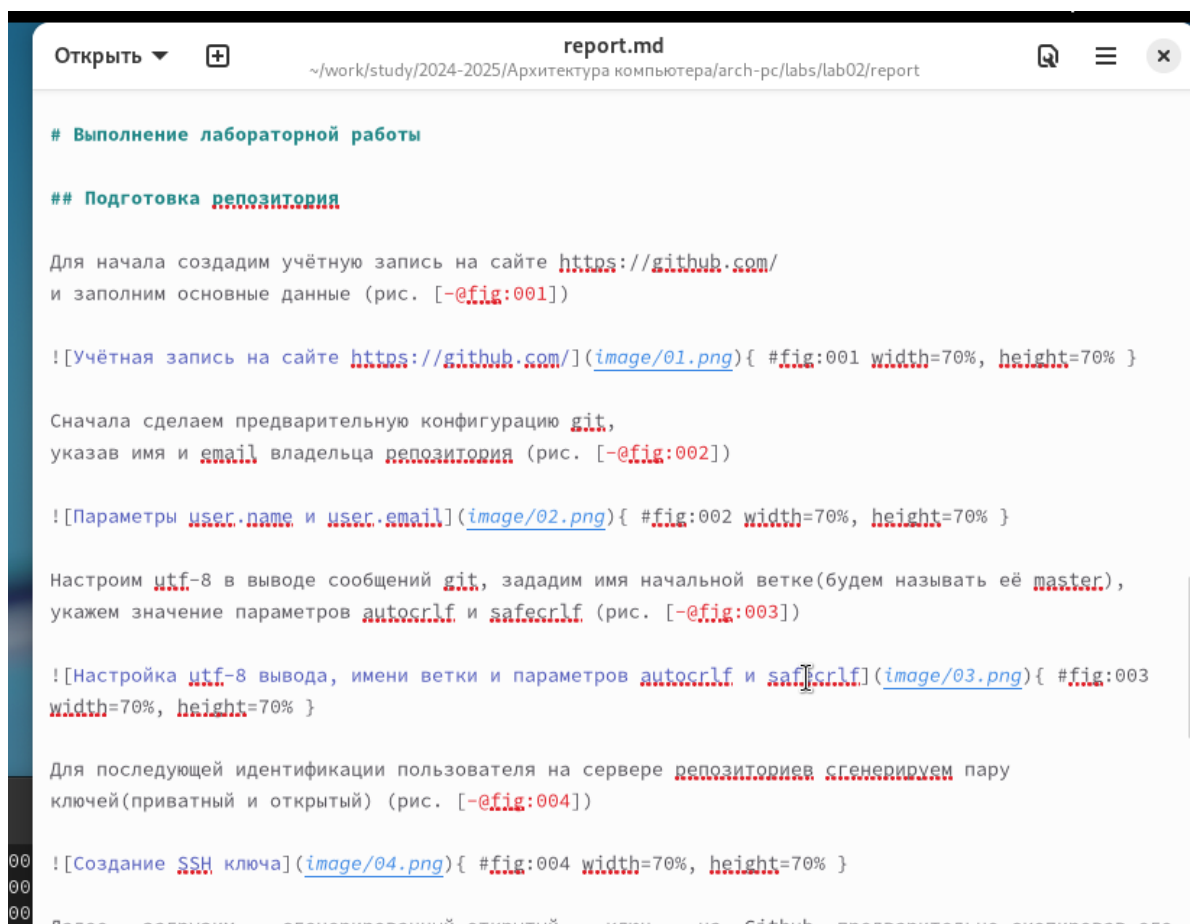 Открыть
report.md
~/work/study/2024-2025/Архитектура компьютера/arch-pc/labs/lab02/report
# Выполнение лабораторной работы
## Подготовка репозитория
Для начала создадим учётную запись на сайте https://github.com/
и заполним основные данные (рис. [-@fig:001])
![Учётная запись на сайте https://github.com/](image/01.png){ #fig:001 width=70%, height=70% }
Сначала сделаем предварительную конфигурацию git,
указав имя и email владельца репозитория (рис. [-@fig:002])
![Параметры user.name и user.email](image/02.png){ #fig:002 width=70%, height=70% }
Настроим utf-8 в выводе сообщений git, зададим имя начальной ветке(будем называть её master),
укажем значение параметров autocrlf и safecrlf (рис. [-@fig:003])
![Настройка utf-8 вывода, имени ветки и параметров autocrlf и safecrlf](image/03.png){ #fig:003
width=70%, height=70% }
Для последующей идентификации пользователя на сервере репозиториев сгенерируем пару
ключей(приватный и открытый) (рис. [-@fig:004])
00
![Создание SSH ключа](image/04.png){ #fig:004 width=70%, height=70% }
00
00